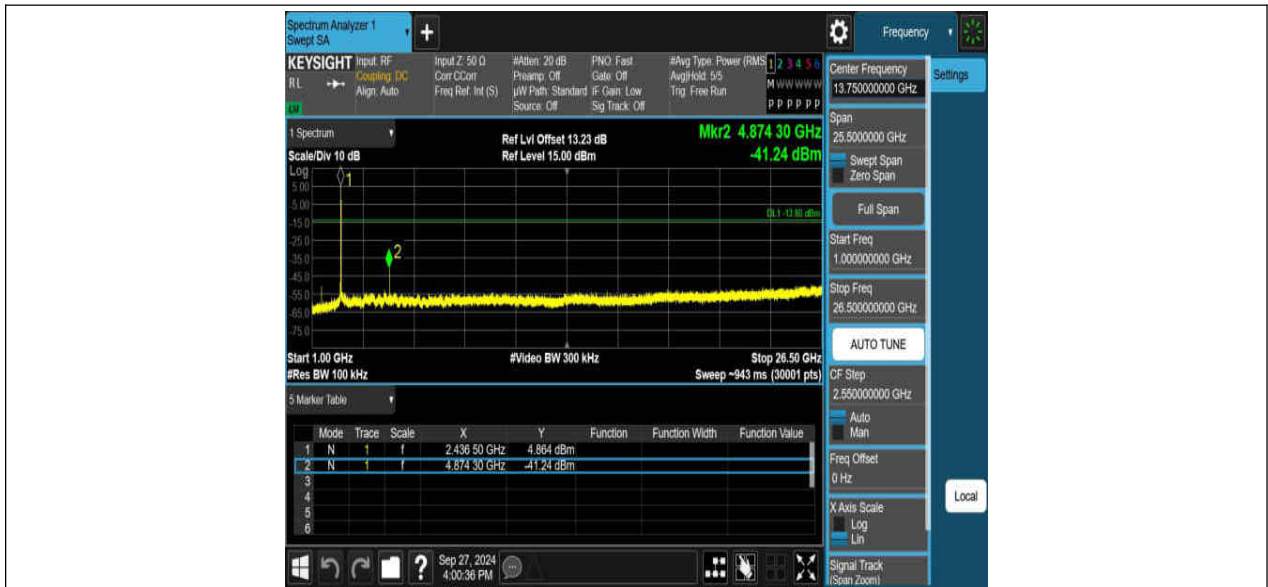 Spectrum Analyzer 1
Swept SA
+
Frequency
KEYSIGHT
RL
Input: RF
Coupling: DC
Align: Auto
Input Z: 50 Ω
Corr CCorr
Freq Ref: Int (S)
#Atten: 20 dB
Preamp: Off
µW Path: Standard
Source: Off
PNO: Fast
Gate: Off
IF Gain: Low
Sig Track: Off
#Avg Type: Power (RMS
Avg|Hold: 5/5
Trig: Free Run
1 2 3 4 5 6
M W W W W W
P P P P P P
Center Frequency
13.750000000 GHz
Settings
1 Spectrum
Scale/Div 10 dB
Ref Lvl Offset 13.23 dB
Ref Level 15.00 dBm
Mkr2 4.874 30 GHz
-41.24 dBm
Log
5.00
-5.00
-15.0
-25.0
-35.0
-45.0
-55.0
-65.0
-75.0
1
2
Start 1.00 GHz
#Res BW 100 kHz
#Video BW 300 kHz
Stop 26.50 GHz
Sweep ~943 ms (30001 pts)
Span
25.5000000 GHz
Swept Span
Zero Span
Full Span
Start Freq
1.000000000 GHz
Stop Freq
26.500000000 GHz
AUTO TUNE
CF Step
2.550000000 GHz
Auto
Man
Freq Offset
0 Hz
X Axis Scale
Log
Lin
Signal Track
(Span Zoom)
Local
5 Marker Table
Mode Trace Scale X Y Function Function Width Function Value
1 N 1 f 2.436 50 GHz 4.864 dBm
2 N 1 f 4.874 30 GHz -41.24 dBm
3
4
5
6
?
Sep 27, 2024
4:00:36 PM